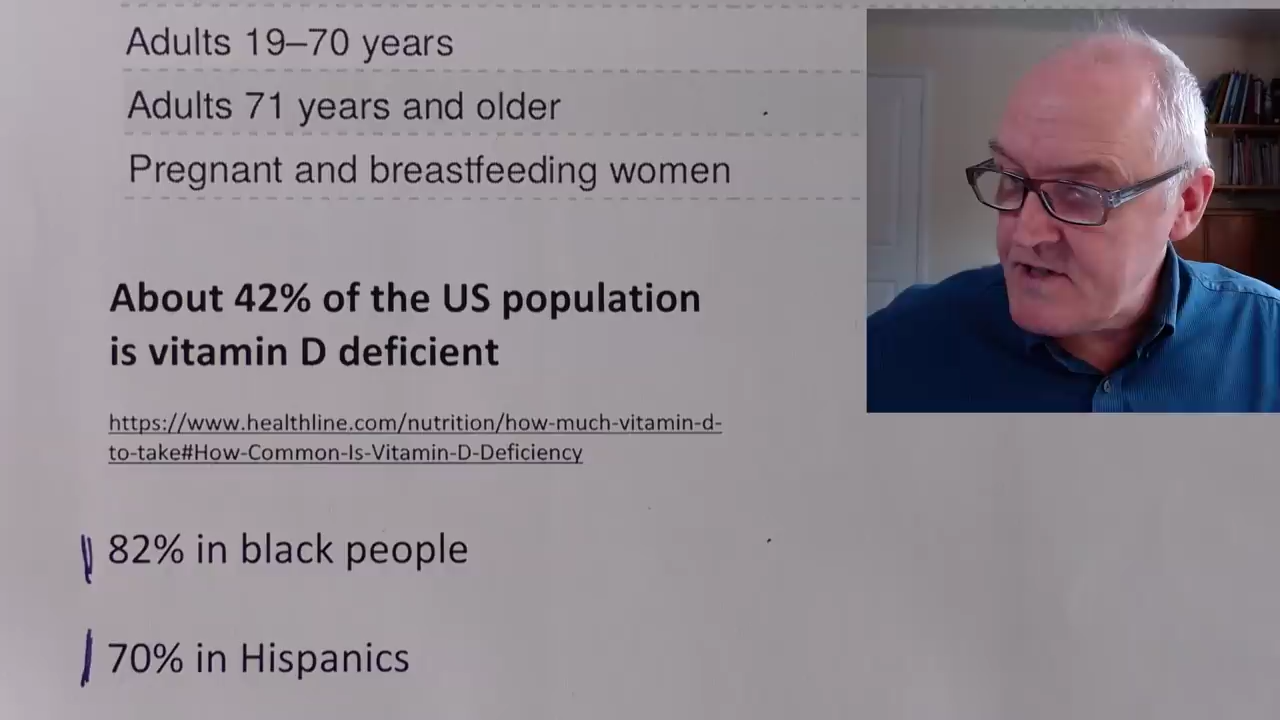 Adults 19–70 years
Adults 71 years and older
Pregnant and breastfeeding women
About 42% of the US population
is vitamin D deficient
https://www.healthline.com/nutrition/how-much-vitamin-d-
to-take#How-Common-Is-Vitamin-D-Deficiency
82% in black people
70% in Hispanics